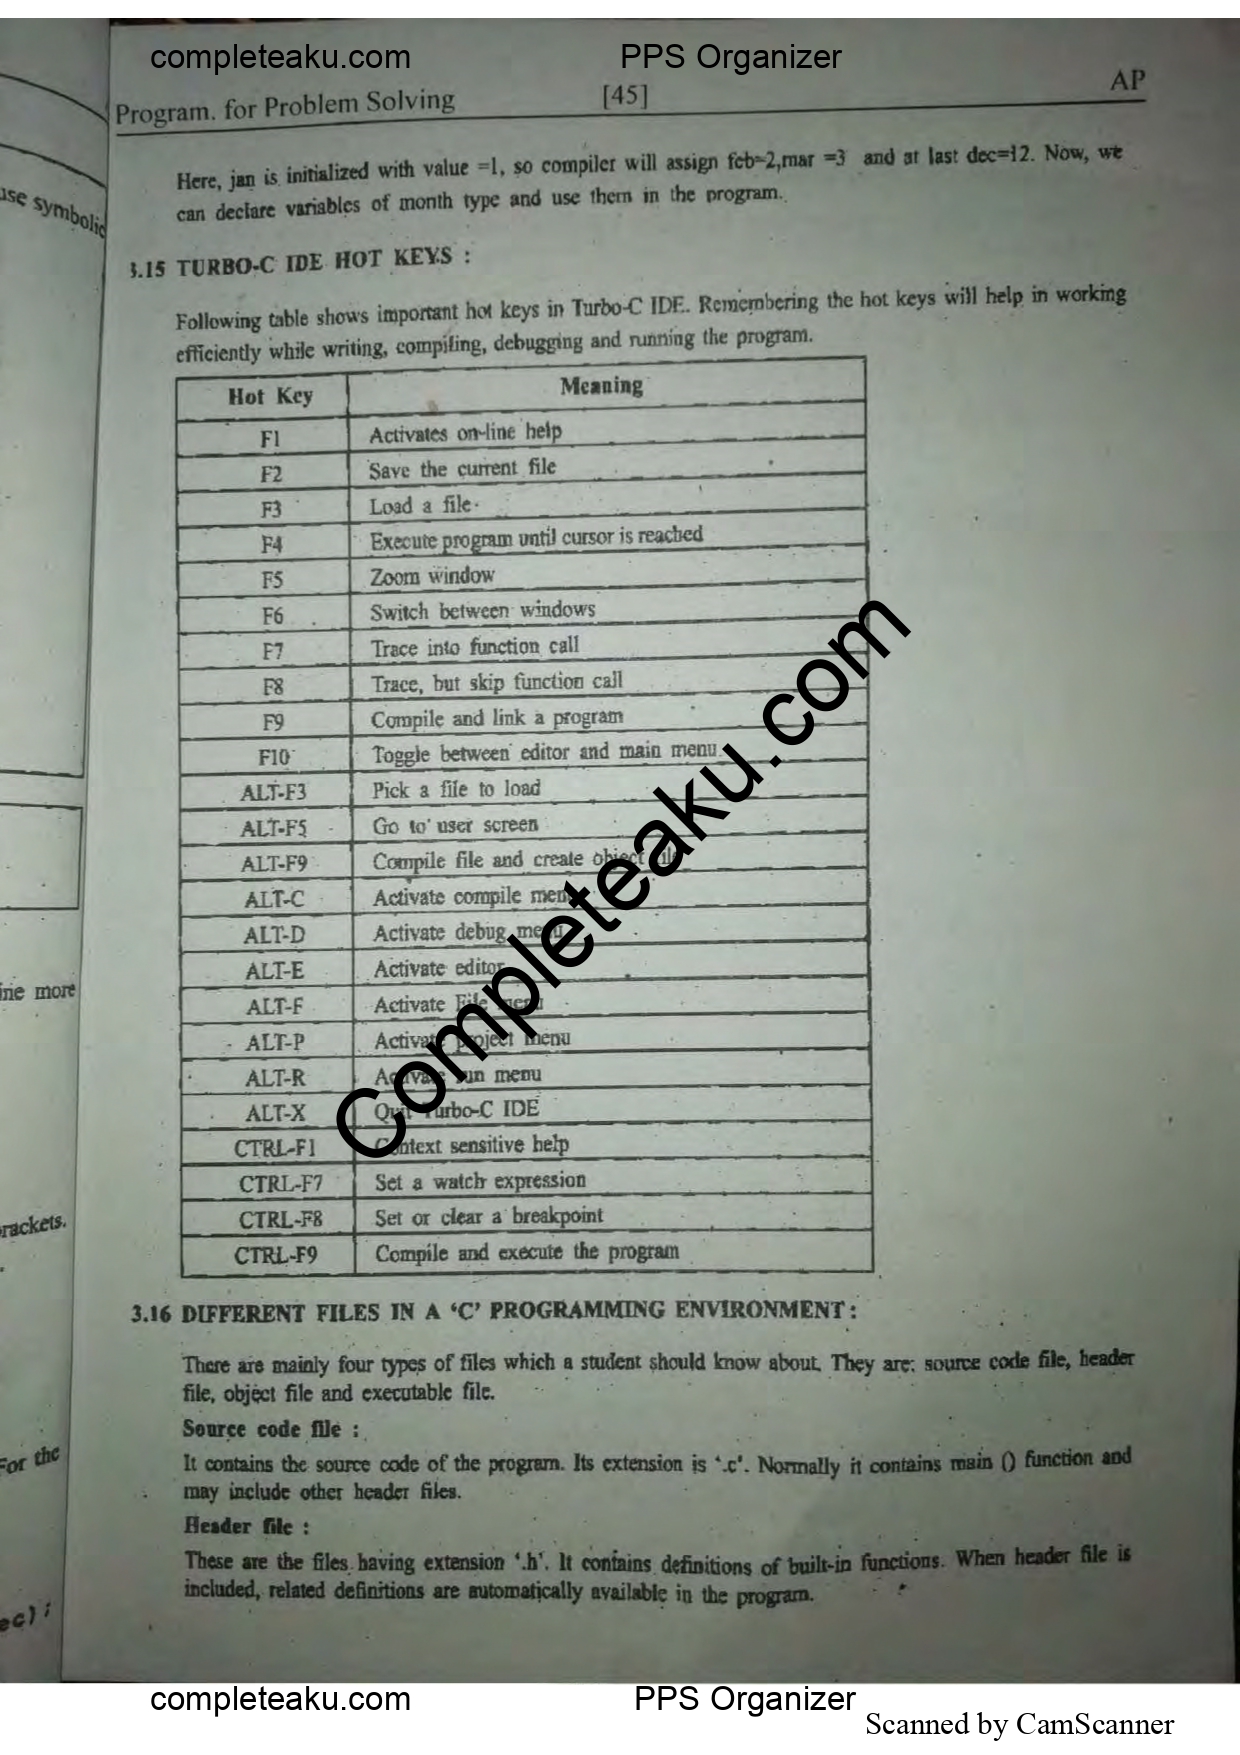 completeaku.com PPS Organizer
Program. for Problem Solving [45] AP
Here, jan is initialized with value =1, so compiler will assign feb=2,mar =3 and at last dec=12. Now, we
can declare variables of month type and use them in the program.
3.15 TURBO-C IDE HOT KEYS :
Following table shows important hot keys in Turbo-C IDE. Remembering the hot keys will help in working
efficiently while writing, compiling, debugging and running the program.
Hot Key Meaning
F1 Activates on-line help
F2 Save the current file
F3 Load a file
F4 Execute program until cursor is reached
F5 Zoom window
F6 Switch between windows
F7 Trace into function call
F8 Trace, but skip function call
F9 Compile and link a program
F10 Toggle between editor and main menu
ALT-F3 Pick a file to load
ALT-F5 Go to user screen
ALT-F9 Compile file and create object file
ALT-C Activate compile menu
ALT-D Activate debug menu
ALT-E Activate editor
ALT-F Activate File menu
ALT-P Activate project menu
ALT-R Activate run menu
ALT-X Quit Turbo-C IDE
CTRL-F1 Context sensitive help
CTRL-F7 Set a watch expression
CTRL-F8 Set or clear a breakpoint
CTRL-F9 Compile and execute the program
Completeaku.com
3.16 DIFFERENT FILES IN A ‘C’ PROGRAMMING ENVIRONMENT :
There are mainly four types of files which a student should know about. They are: source code file, header
file, object file and executable file.
Source code file :
It contains the source code of the program. Its extension is ‘.c’. Normally it contains main () function and
may include other header files.
Header file :
These are the files having extension ‘.h’. It contains definitions of built-in functions. When header file is
included, related definitions are automatically available in the program.
use symbolic
ine more
rackets.
For the
ec) ;
completeaku.com PPS Organizer
Scanned by CamScanner